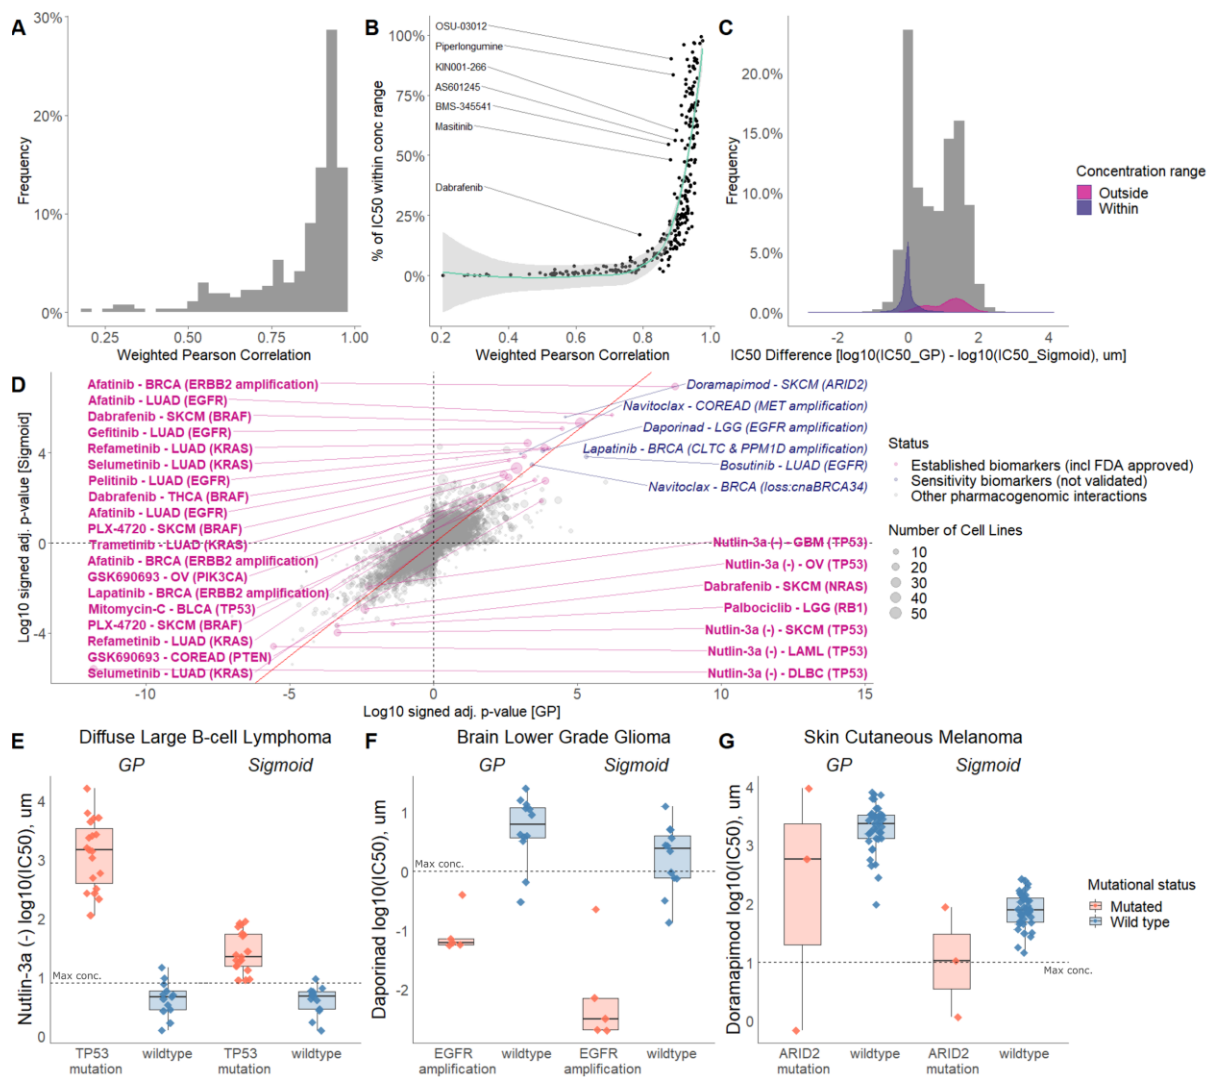 A
30%
20%
10%
0%
Frequency
0.25
0.50
0.75
1.00
Weighted Pearson Correlation
B
OSU-03012
Piperlongumine
KIN001-266
AS601245
BMS-345541
Masitinib
Dabrafenib
100%
75%
50%
25%
0%
% of IC50 within conc range
0.2
0.4
0.6
0.8
1.0
Weighted Pearson Correlation
C
20.0%
15.0%
10.0%
5.0%
0.0%
Frequency
-2
0
2
4
IC50 Difference [log10(IC50_GP) - log10(IC50_Sigmoid), um]
Concentration range
Outside
Within
D
Afatinib - BRCA (ERBB2 amplification)
Afatinib - LUAD (EGFR)
Dabrafenib - SKCM (BRAF)
Gefitinib - LUAD (EGFR)
Refametinib - LUAD (KRAS)
Selumetinib - LUAD (KRAS)
Pelitinib - LUAD (EGFR)
Dabrafenib - THCA (BRAF)
Afatinib - LUAD (EGFR)
PLX-4720 - SKCM (BRAF)
Trametinib - LUAD (KRAS)
Afatinib - BRCA (ERBB2 amplification)
GSK690693 - OV (PIK3CA)
Lapatinib - BRCA (ERBB2 amplification)
Mitomycin-C - BLCA (TP53)
PLX-4720 - SKCM (BRAF)
Refametinib - LUAD (KRAS)
GSK690693 - COREAD (PTEN)
Selumetinib - LUAD (KRAS)
Doramapimod - SKCM (ARID2)
Navitoclax - COREAD (MET amplification)
Daporinad - LGG (EGFR amplification)
Lapatinib - BRCA (CLTC & PPM1D amplification)
Bosutinib - LUAD (EGFR)
Navitoclax - BRCA (loss:cnaBRCA34)
Nutlin-3a (-) - GBM (TP53)
Nutlin-3a (-) - OV (TP53)
Dabrafenib - SKCM (NRAS)
Palbociclib - LGG (RB1)
Nutlin-3a (-) - SKCM (TP53)
Nutlin-3a (-) - LAML (TP53)
Nutlin-3a (-) - DLBC (TP53)
4
0
-4
Log10 signed adj. p-value [Sigmoid]
-10
-5
0
5
10
15
Log10 signed adj. p-value [GP]
Status
Established biomarkers (incl FDA approved)
Sensitivity biomarkers (not validated)
Other pharmacogenomic interactions
Number of Cell Lines
10
20
30
40
50
E
Diffuse Large B-cell Lymphoma
GP
Sigmoid
4
3
2
1
0
Nutlin-3a (-) log10(IC50), um
Max conc.
TP53
mutation
wildtype
TP53
mutation
wildtype
F
Brain Lower Grade Glioma
GP
Sigmoid
1
0
-1
-2
Daporinad log10(IC50), um
Max conc.
EGFR
amplification
wildtype
EGFR
amplification
wildtype
G
Skin Cutaneous Melanoma
GP
Sigmoid
4
3
2
1
0
Doramapimod log10(IC50), um
Max conc.
ARID2
mutation
wildtype
ARID2
mutation
wildtype
Mutational status
Mutated
Wild type